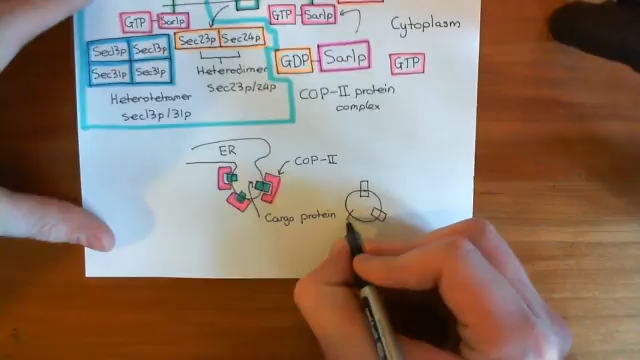 GTP Sar1p
GTP Sar1p
Cytoplasm
Sec13p Sec13p
Sec31p Sec31p
Sec23p Sec24p
Heterodimer
Sec23p/24p
Heterotetramer
Sec13p/31p
GDP Sar1p
GTP
COP-II protein
complex
ER
COP-II
Cargo protein